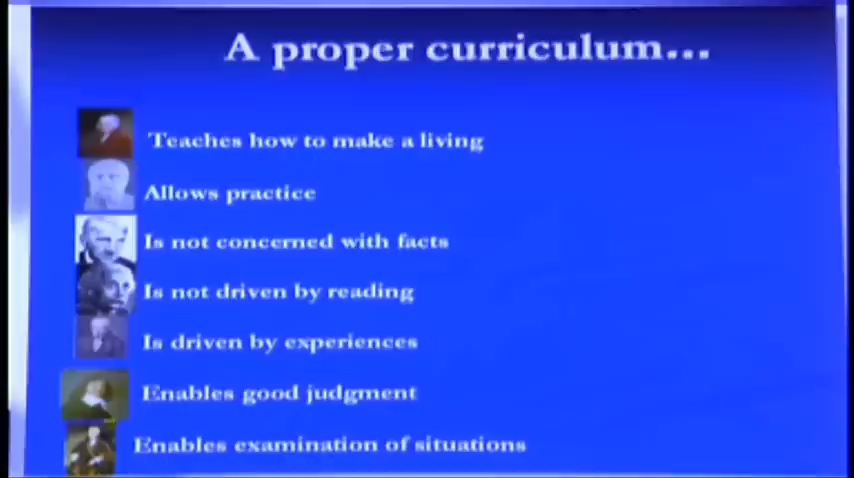 A proper curriculum...
Teaches how to make a living
Allows practice
Is not concerned with facts
Is not driven by reading
Is driven by experiences
Enables good judgment
Enables examination of situations